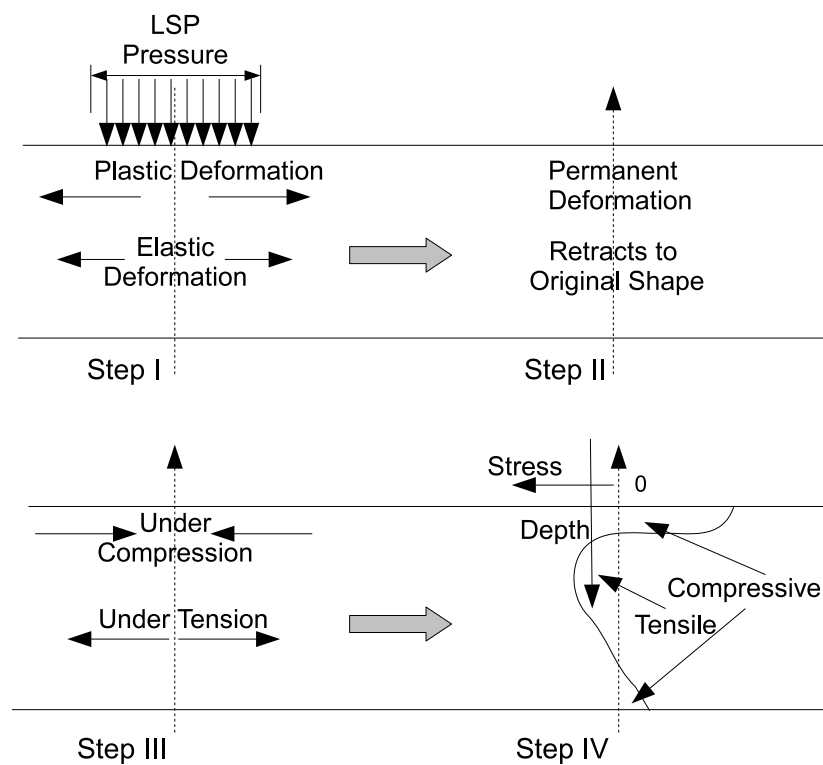 LSP
Pressure
Plastic Deformation
Elastic
Deformation
Step I
Permanent
Deformation
Retracts to
Original Shape
Step II
Under
Compression
Under Tension
Step III
Stress
0
Depth
Compressive
Tensile
Step IV